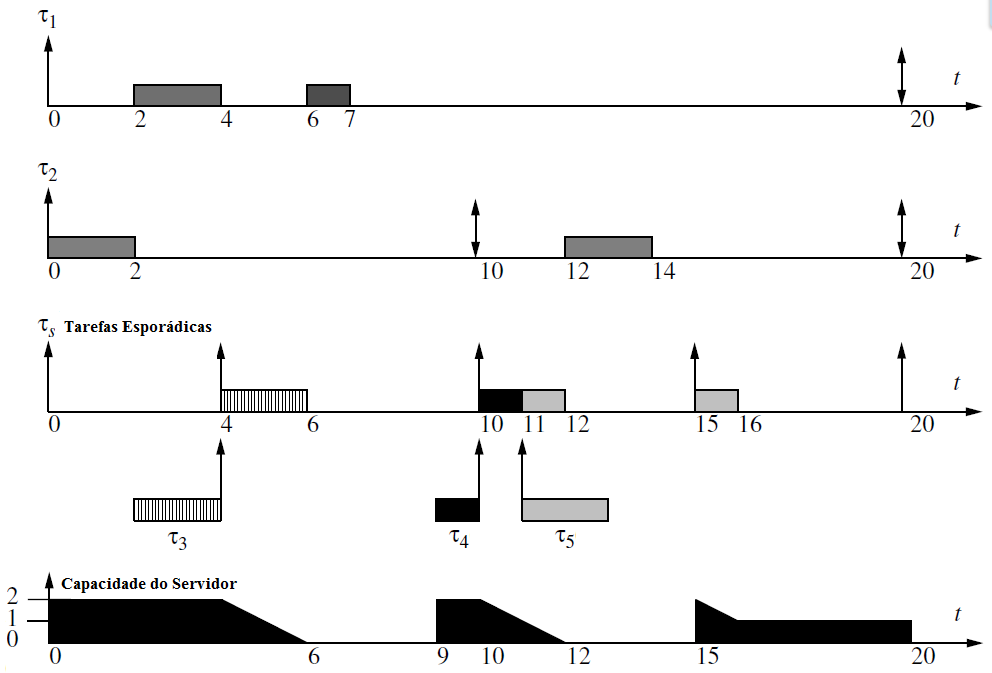 τ1
t
0 2 4 6 7 20
τ2
t
0 2 10 12 14 20
τs Tarefas Esporádicas
t
0 4 6 10 11 12 15 16 20
τ3 τ4 τ5
Capacidade do Servidor
2
1
0
t
0 6 9 10 12 15 20